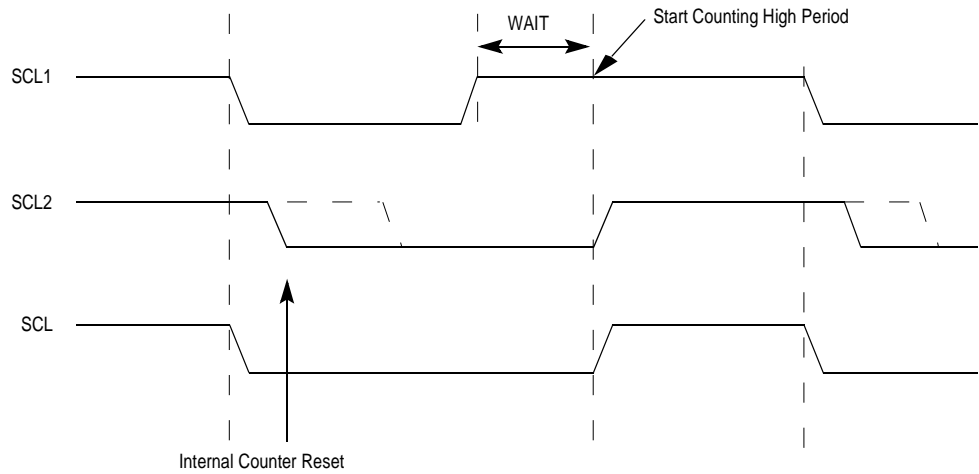 Start Counting High Period
WAIT
SCL1
SCL2
SCL
Internal Counter Reset